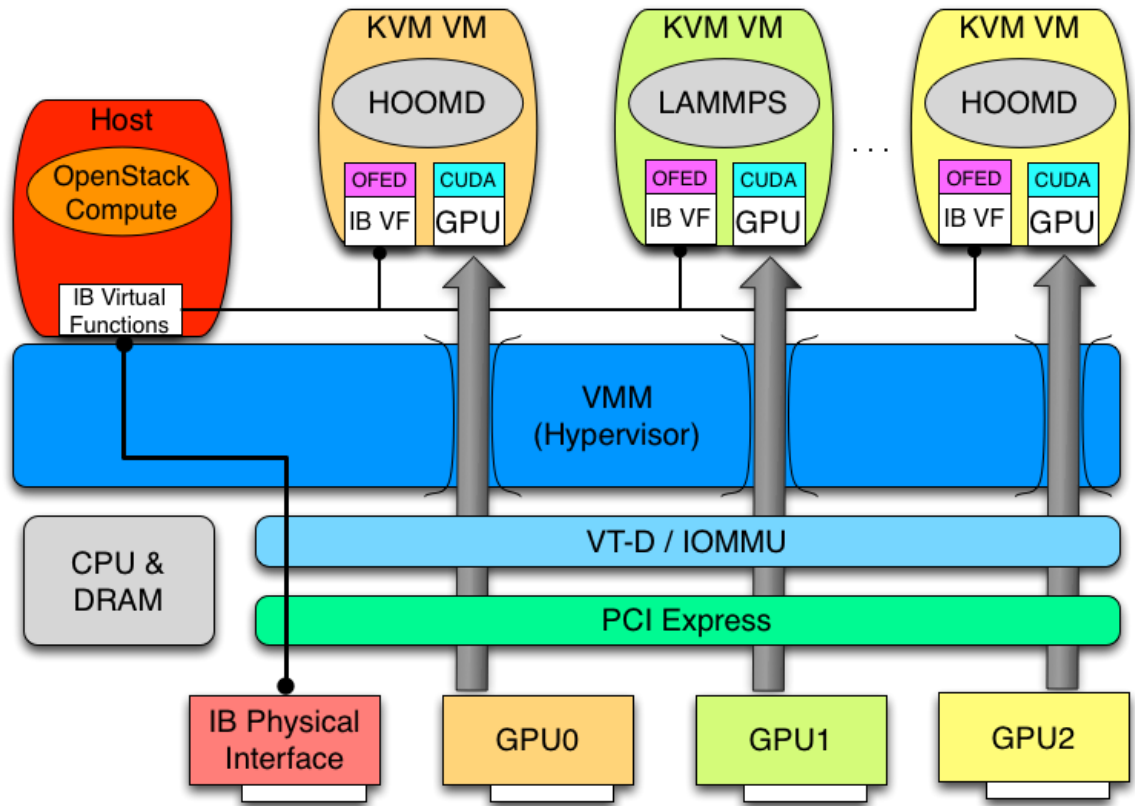 KVM VM
HOOMD
OFED
CUDA
IB VF
GPU
KVM VM
LAMMPS
OFED
CUDA
IB VF
GPU
. . .
KVM VM
HOOMD
OFED
CUDA
IB VF
GPU
Host
OpenStack
Compute
IB Virtual
Functions
VMM
(Hypervisor)
CPU &
DRAM
VT-D / IOMMU
PCI Express
IB Physical
Interface
GPU0
GPU1
GPU2